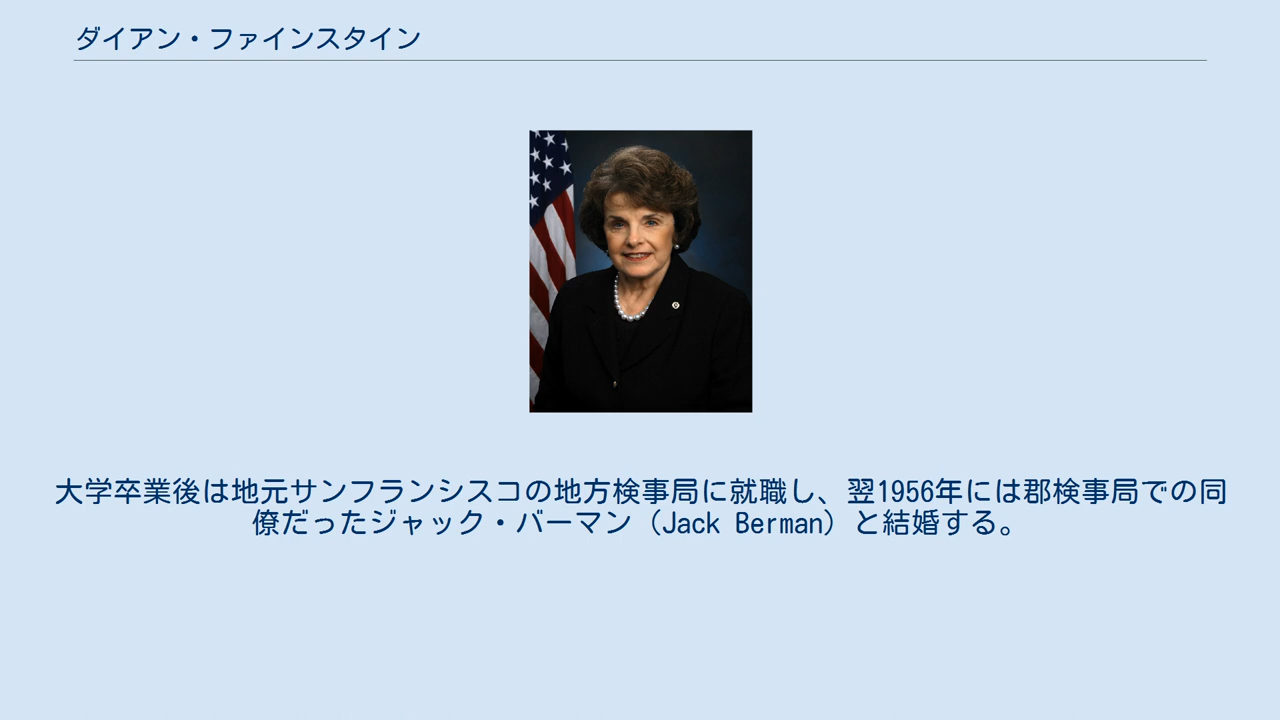 ダイアン・ファインスタイン
大学卒業後は地元サンフランシスコの地方検事局に就職し、翌1956年には郡検事局での同
僚だったジャック・バーマン（Jack Berman）と結婚する。